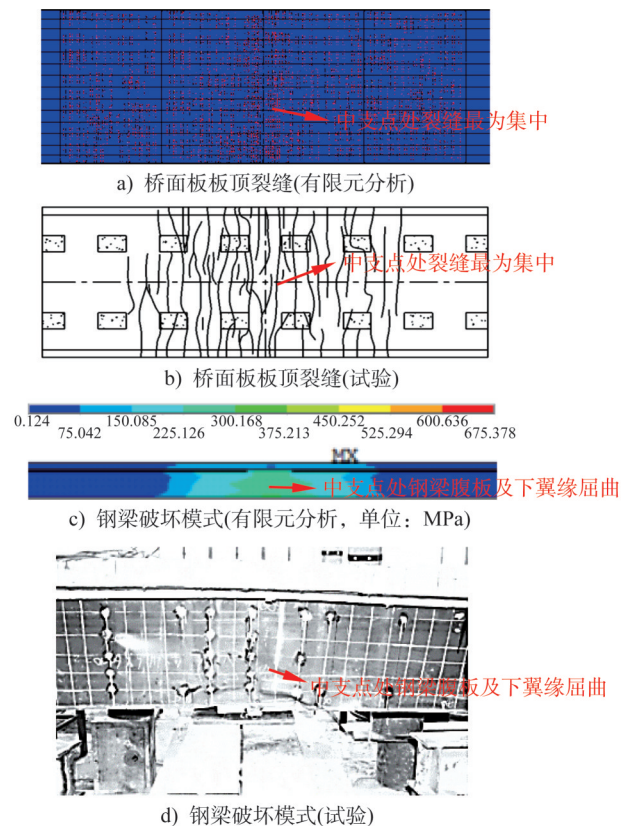 中支点处裂缝最为集中
a) 桥面板板顶裂缝(有限元分析)
中支点处裂缝最为集中
b) 桥面板板顶裂缝(试验)
0.124 150.085 300.168 450.252 600.636
75.042 225.126 375.213 525.294 675.378
MX
中支点处钢梁腹板及下翼缘屈曲
c) 钢梁破坏模式(有限元分析，单位：MPa)
中支点处钢梁腹板及下翼缘屈曲
d) 钢梁破坏模式(试验)